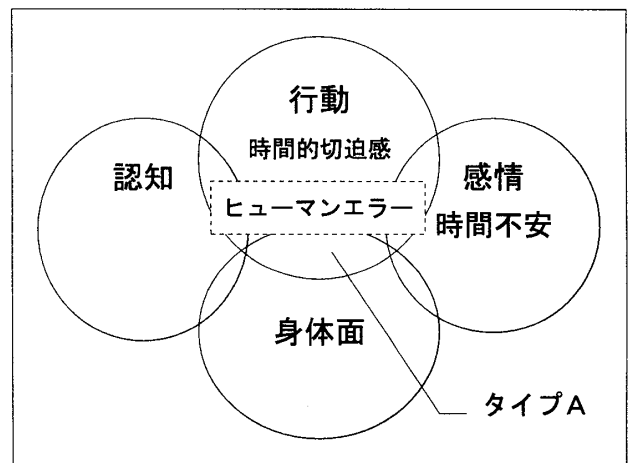 行動
時間的切迫感
認知
感情
時間不安
ヒューマンエラー
身体面
タイプA